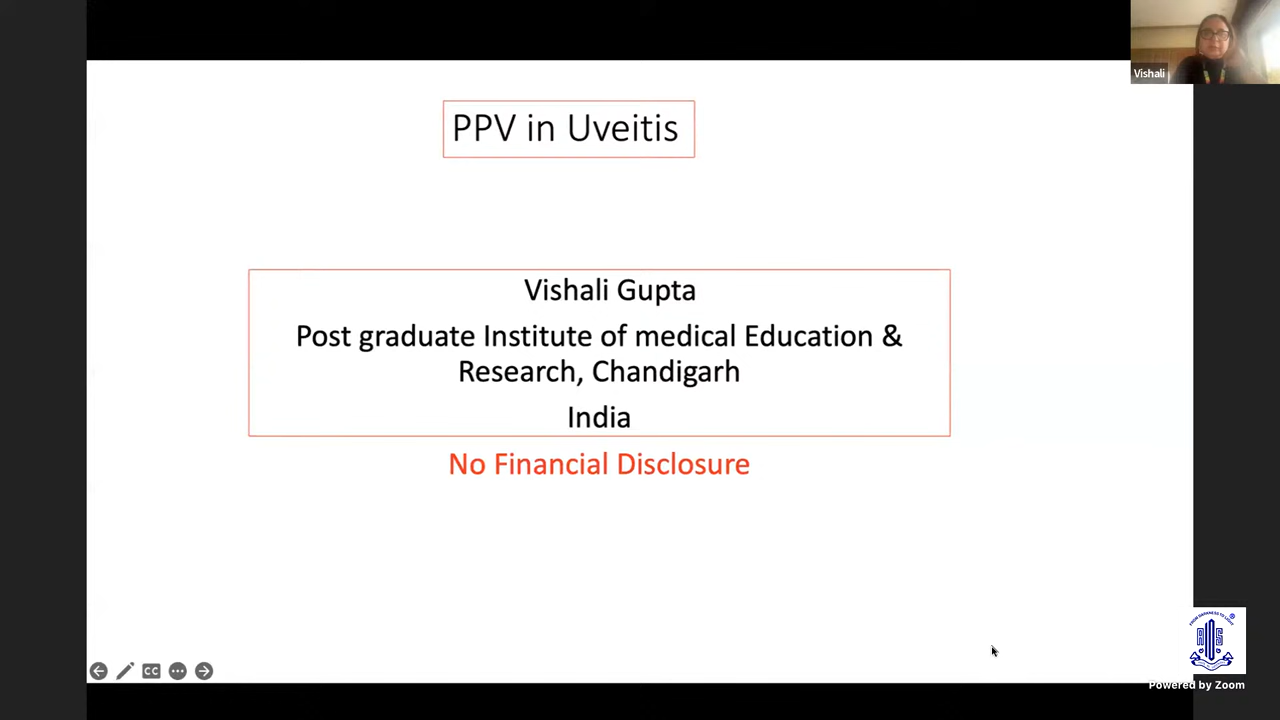 Vishali
PPV in Uveitis
Vishali Gupta
Post graduate Institute of medical Education &
Research, Chandigarh
India
No Financial Disclosure
CC
Powered by Zoom